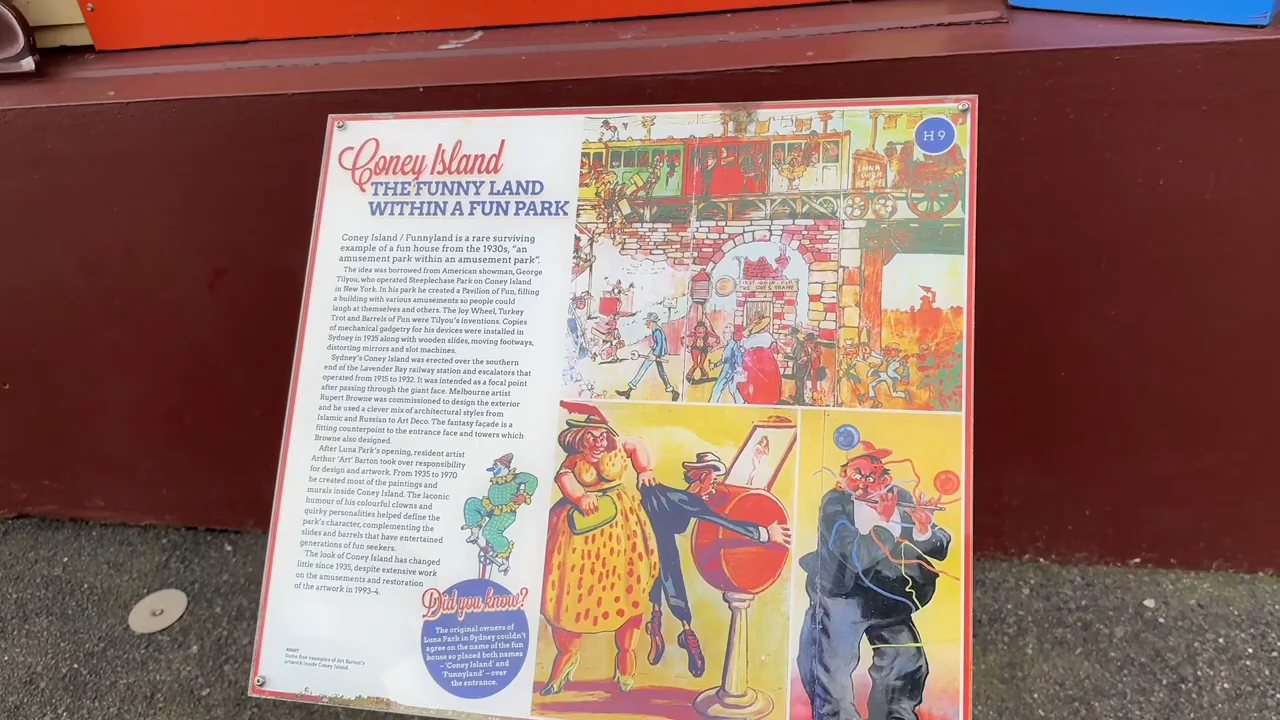 Coney Island
THE FUNNY LAND
WITHIN A FUN PARK
Coney Island / Funnyland is a rare surviving
example of a fun house from the 1930s, "an
amusement park within an amusement park".
The idea was borrowed from American showman, George
Tilyou, who operated Steeplechase Park on Coney Island
in New York. In his park he created a Pavilion of Fun, filling
a building with various amusements so people could
laugh at themselves and others. The Joy Wheel, Turkey
Trot and Barrels of Fun were Tilyou's inventions. Copies
of mechanical gadgetry for his devices were installed in
Sydney in 1935 along with wooden slides, moving footways,
distorting mirrors and slot machines.
Sydney's Coney Island was erected over the southern
end of the Lavender Bay railway station and escalators that
operated from 1915 to 1932. It was intended as a focal point
after passing through the giant face. Melbourne artist
Rupert Browne was commissioned to design the exterior
and he used a clever mix of architectural styles from
Islamic and Russian to Art Deco. The fantasy façade is a
fitting counterpoint to the entrance face and towers which
Browne also designed.
After Luna Park's opening, resident artist
Arthur 'Art' Barton took over responsibility
for design and artwork. From 1935 to 1970
he created most of the paintings and
murals inside Coney Island. The laconic
humour of his colourful clowns and
quirky personalities helped define the
park's character, complementing the
slides and barrels that have entertained
generations of fun seekers.
The look of Coney Island has changed
little since 1935, despite extensive work
on the amusements and restoration
of the artwork in 1993-4.
RIGHT:
Some fine examples of Art Barton's
artwork inside Coney Island.
Did you know?
The original owners of
Luna Park in Sydney couldn't
agree on the name of the fun
house so placed both names
– 'Coney Island' and
'Funnyland' – over
the entrance.
H 9